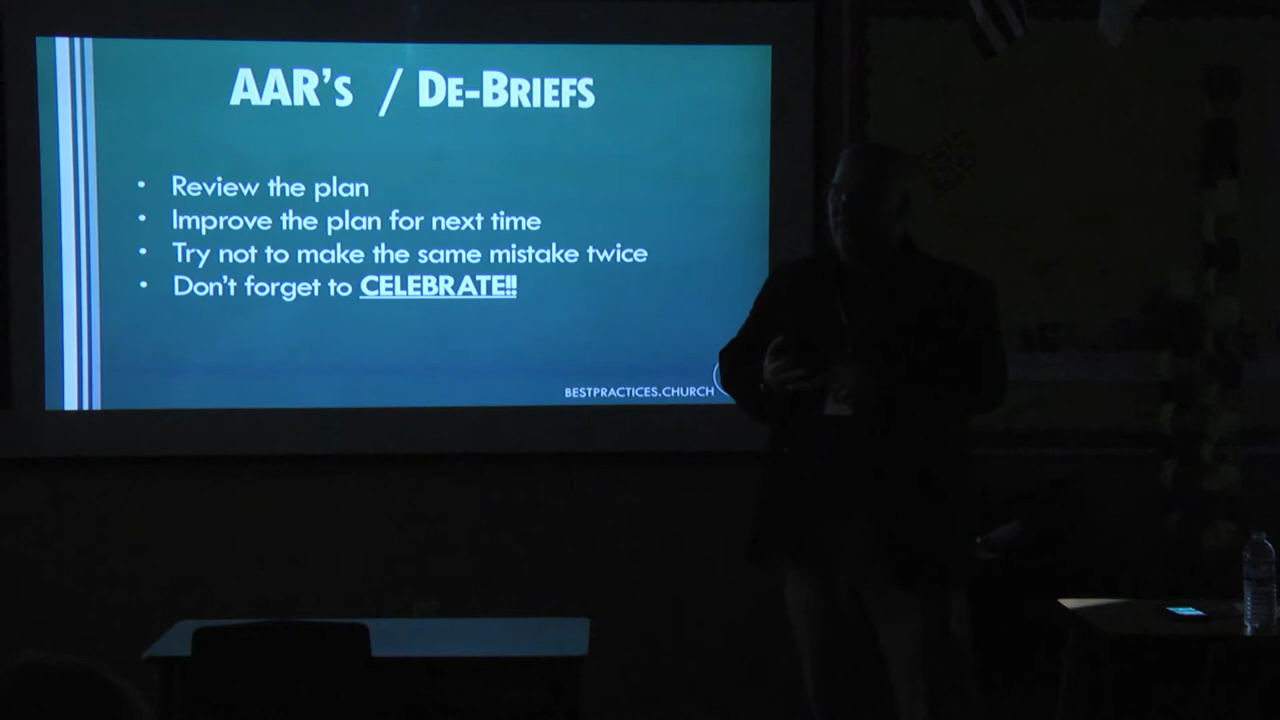 AAR's / De-Briefs
• Review the plan
• Improve the plan for next time
• Try not to make the same mistake twice
• Don't forget to CELEBRATE!!
BESTPRACTICES.CHURCH